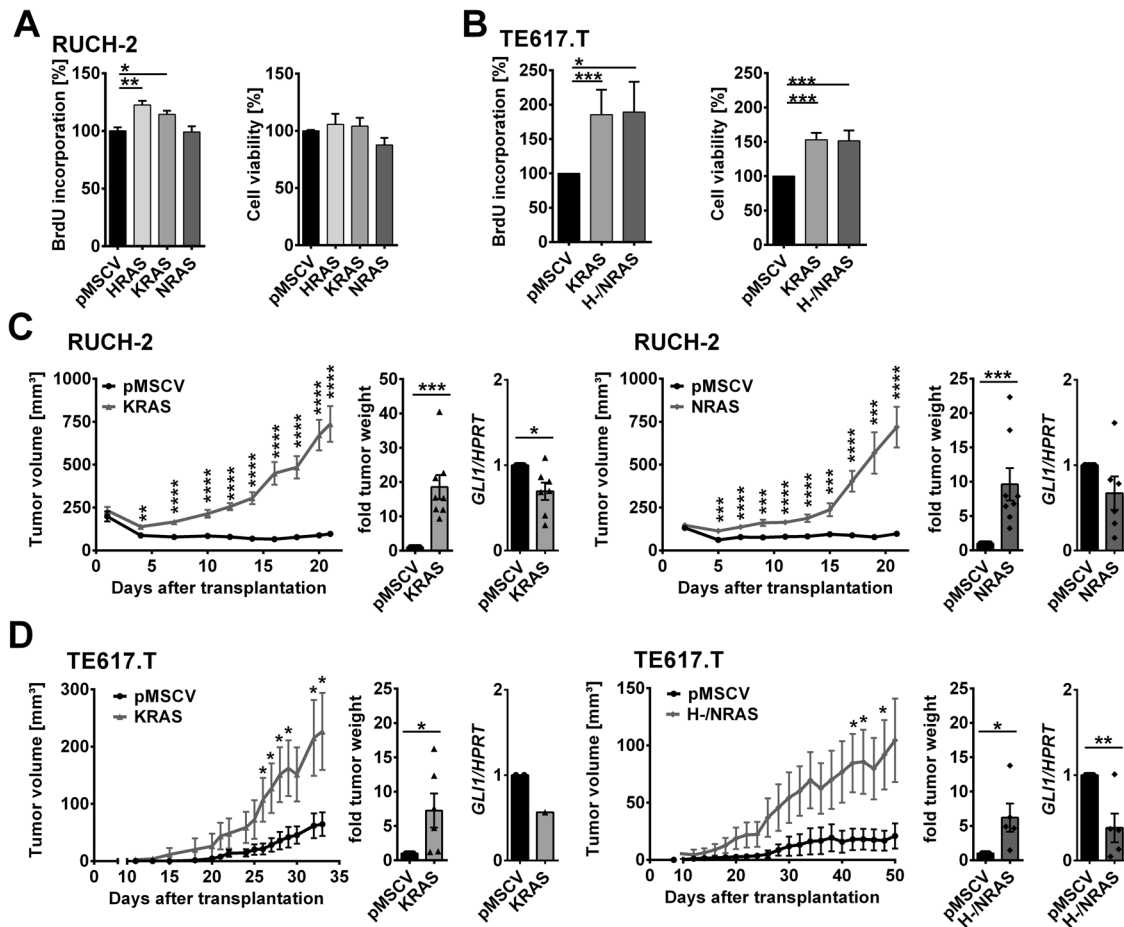 A
RUCH-2
BrdU incorporation [%]
150
100
50
0
*
**
pMSCV
HRAS
KRAS
NRAS
Cell viability [%]
150
100
50
0
pMSCV
HRAS
KRAS
NRAS
B
TE617.T
BrdU incorporation [%]
250
200
150
100
50
0
*
***
pMSCV
KRAS
H-/NRAS
Cell viability [%]
250
200
150
100
50
0
***
***
pMSCV
KRAS
H-/NRAS
C
RUCH-2
Tumor volume [mm³]
1000
750
500
250
0
pMSCV
KRAS
**
****
****
****
****
****
****
****
****
0 5 10 15 20
Days after transplantation
fold tumor weight
50
40
30
20
10
0
***
pMSCV
KRAS
GLI1/HPRT
2
1
0
*
pMSCV
KRAS
RUCH-2
Tumor volume [mm³]
1000
750
500
250
0
pMSCV
NRAS
***
****
***
****
****
***
****
***
****
0 5 10 15 20
Days after transplantation
fold tumor weight
25
20
15
10
5
0
***
pMSCV
NRAS
GLI1/HPRT
2
1
0
pMSCV
NRAS
D
TE617.T
Tumor volume [mm³]
300
200
100
0
pMSCV
KRAS
*
*
*
*
*
*
0 10 15 20 25 30 35
Days after transplantation
fold tumor weight
25
20
15
10
5
0
*
pMSCV
KRAS
GLI1/HPRT
2
1
0
pMSCV
KRAS
TE617.T
Tumor volume [mm³]
150
100
50
0
pMSCV
H-/NRAS
*
*
*
0 10 20 30 40 50
Days after transplantation
fold tumor weight
25
20
15
10
5
0
*
pMSCV
H-/NRAS
GLI1/HPRT
2
1
0
**
pMSCV
H-/NRAS